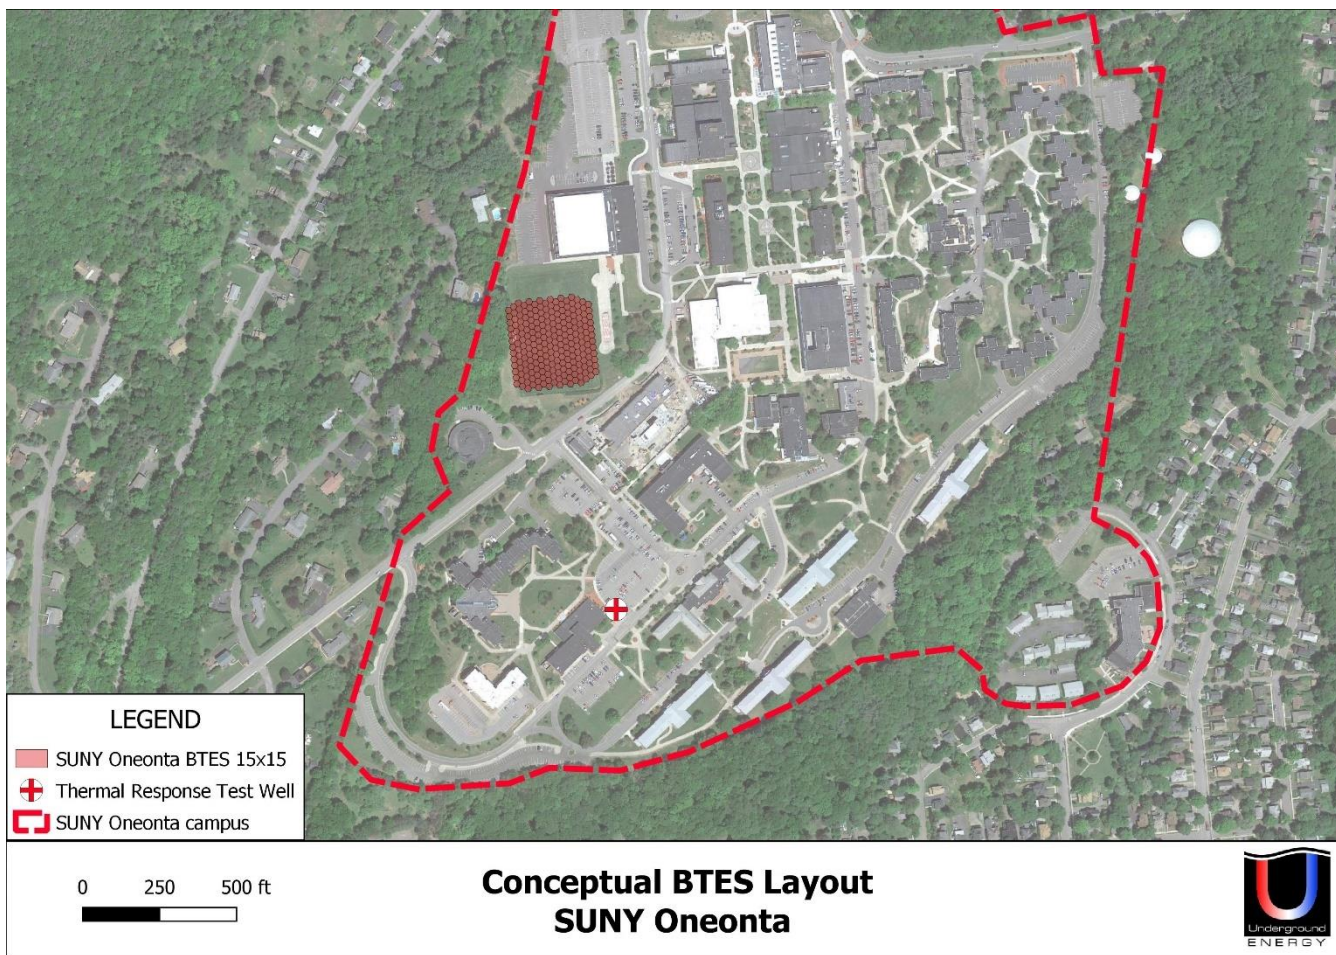 LEGEND
SUNY Oneonta BTES 15x15
Thermal Response Test Well
SUNY Oneonta campus
0 250 500 ft
Conceptual BTES Layout
SUNY Oneonta
Underground
ENERGY